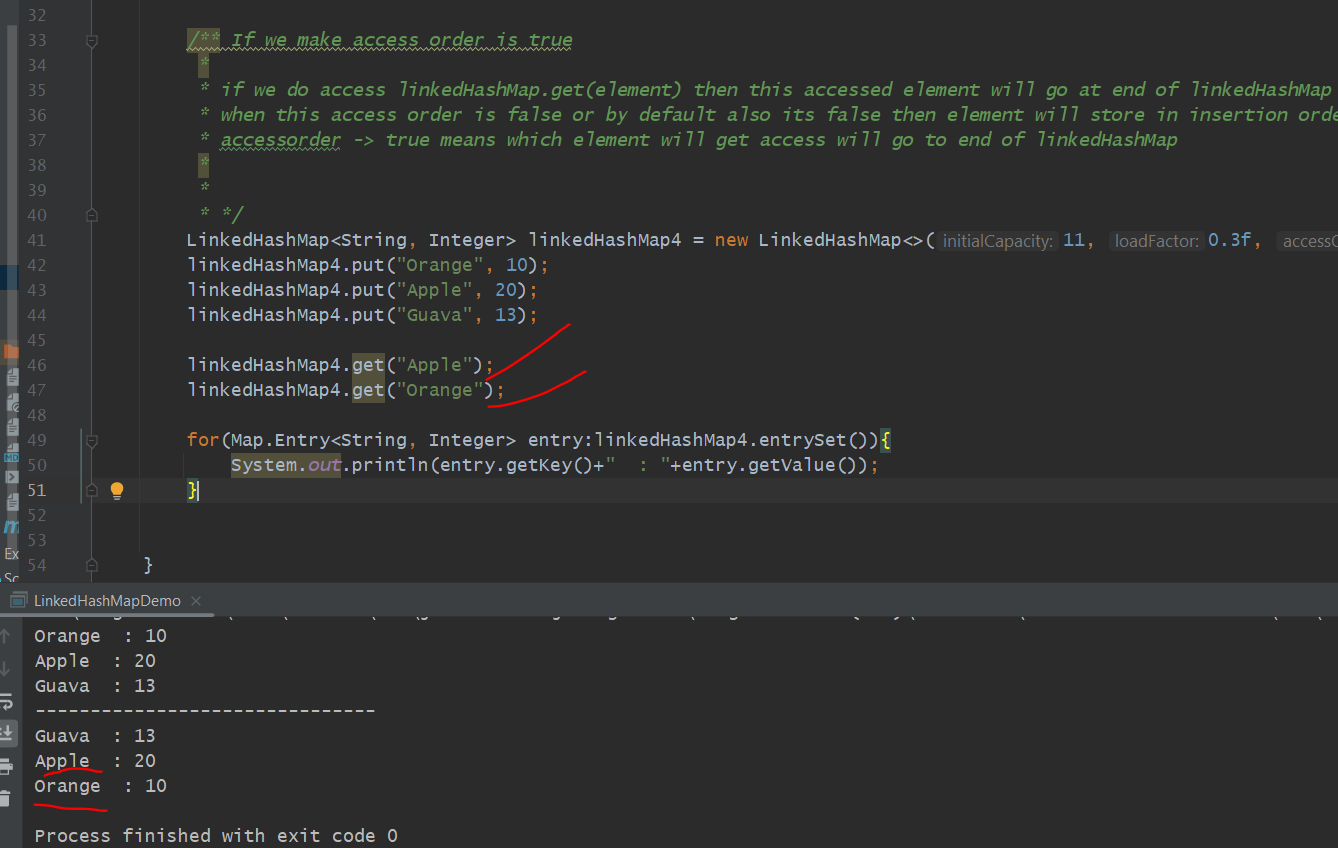 32
33 /** If we make access order is true
34 *
35 * if we do access linkedHashMap.get(element) then this accessed element will go at end of linkedHashMap
36 * when this access order is false or by default also its false then element will store in insertion orde
37 * accessorder -> true means which element will get access will go to end of linkedHashMap
38 *
39 *
40 * */
41 LinkedHashMap<String, Integer> linkedHashMap4 = new LinkedHashMap<>( initialCapacity: 11, loadFactor: 0.3f, accessO
42 linkedHashMap4.put("Orange", 10);
43 linkedHashMap4.put("Apple", 20);
44 linkedHashMap4.put("Guava", 13);
45
46 linkedHashMap4.get("Apple");
47 linkedHashMap4.get("Orange");
48
49 for(Map.Entry<String, Integer> entry:linkedHashMap4.entrySet()){
50 System.out.println(entry.getKey()+"  : "+entry.getValue());
51 }
52
53
Ex
54 }
LinkedHashMapDemo
Orange  : 10
Apple  : 20
Guava  : 13
-------------------------------
Guava  : 13
Apple  : 20
Orange  : 10
Process finished with exit code 0